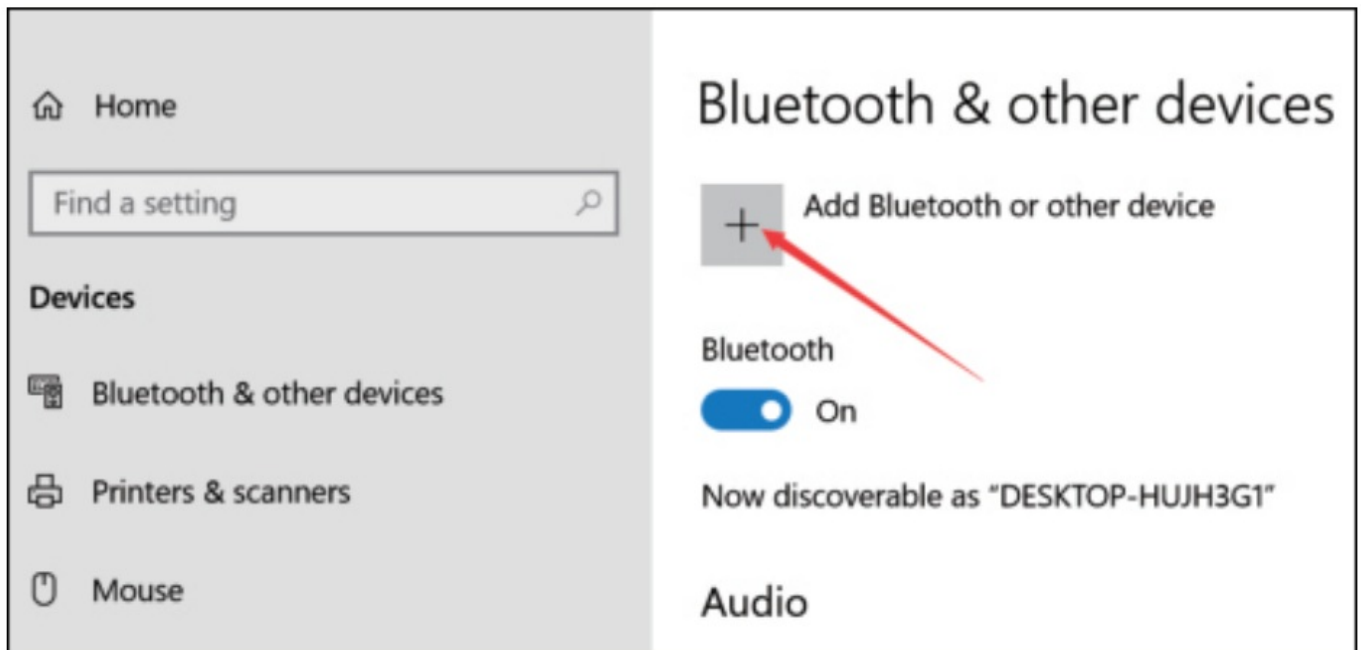 Home
Find a setting
Devices
Bluetooth & other devices
Printers & scanners
Mouse
Bluetooth & other devices
Add Bluetooth or other device
Bluetooth
On
Now discoverable as “DESKTOP-HUJH3G1”
Audio